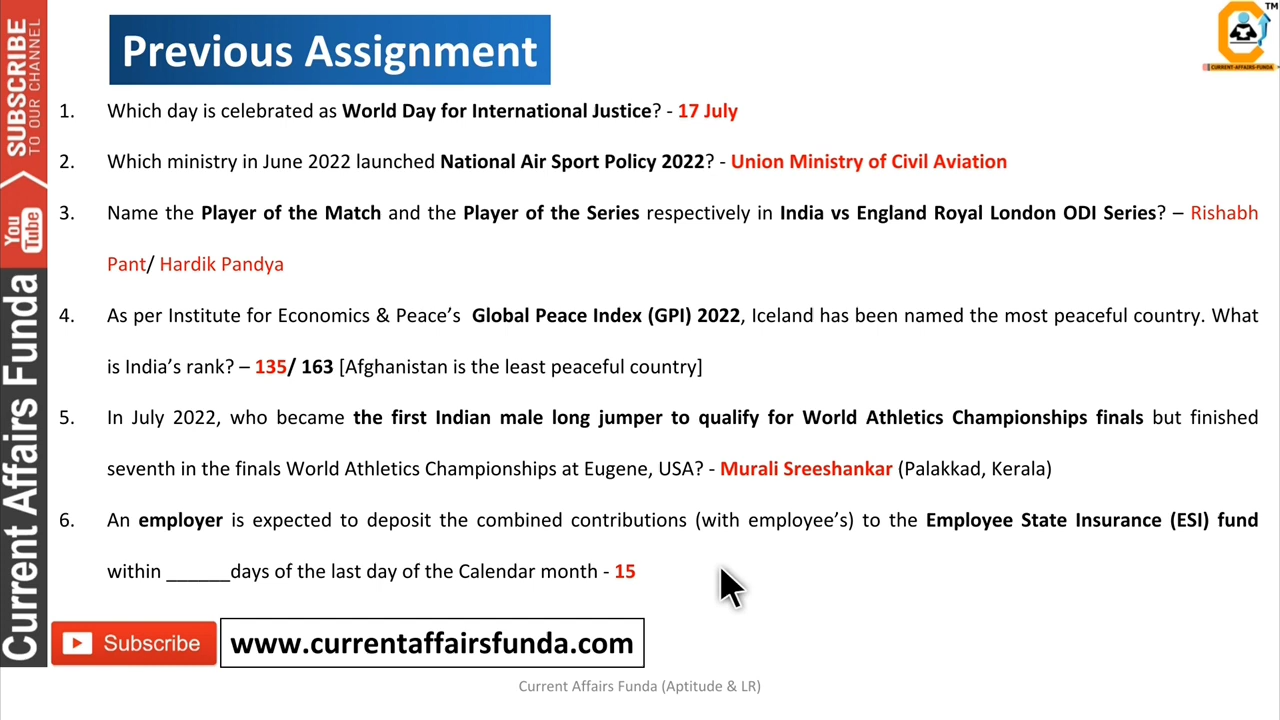 Previous Assignment
TM
CURRENT-AFFAIRS-FUNDA
SUBSCRIBE
TO OUR CHANNEL
You
Tube
Current Affairs Funda
1. Which day is celebrated as World Day for International Justice? - 17 July
2. Which ministry in June 2022 launched National Air Sport Policy 2022? - Union Ministry of Civil Aviation
3. Name the Player of the Match and the Player of the Series respectively in India vs England Royal London ODI Series? – Rishabh
Pant/ Hardik Pandya
4. As per Institute for Economics & Peace’s Global Peace Index (GPI) 2022, Iceland has been named the most peaceful country. What
is India’s rank? – 135/ 163 [Afghanistan is the least peaceful country]
5. In July 2022, who became the first Indian male long jumper to qualify for World Athletics Championships finals but finished
seventh in the finals World Athletics Championships at Eugene, USA? - Murali Sreeshankar (Palakkad, Kerala)
6. An employer is expected to deposit the combined contributions (with employee’s) to the Employee State Insurance (ESI) fund
within ______days of the last day of the Calendar month - 15
Subscribe
www.currentaffairsfunda.com
Current Affairs Funda (Aptitude & LR)